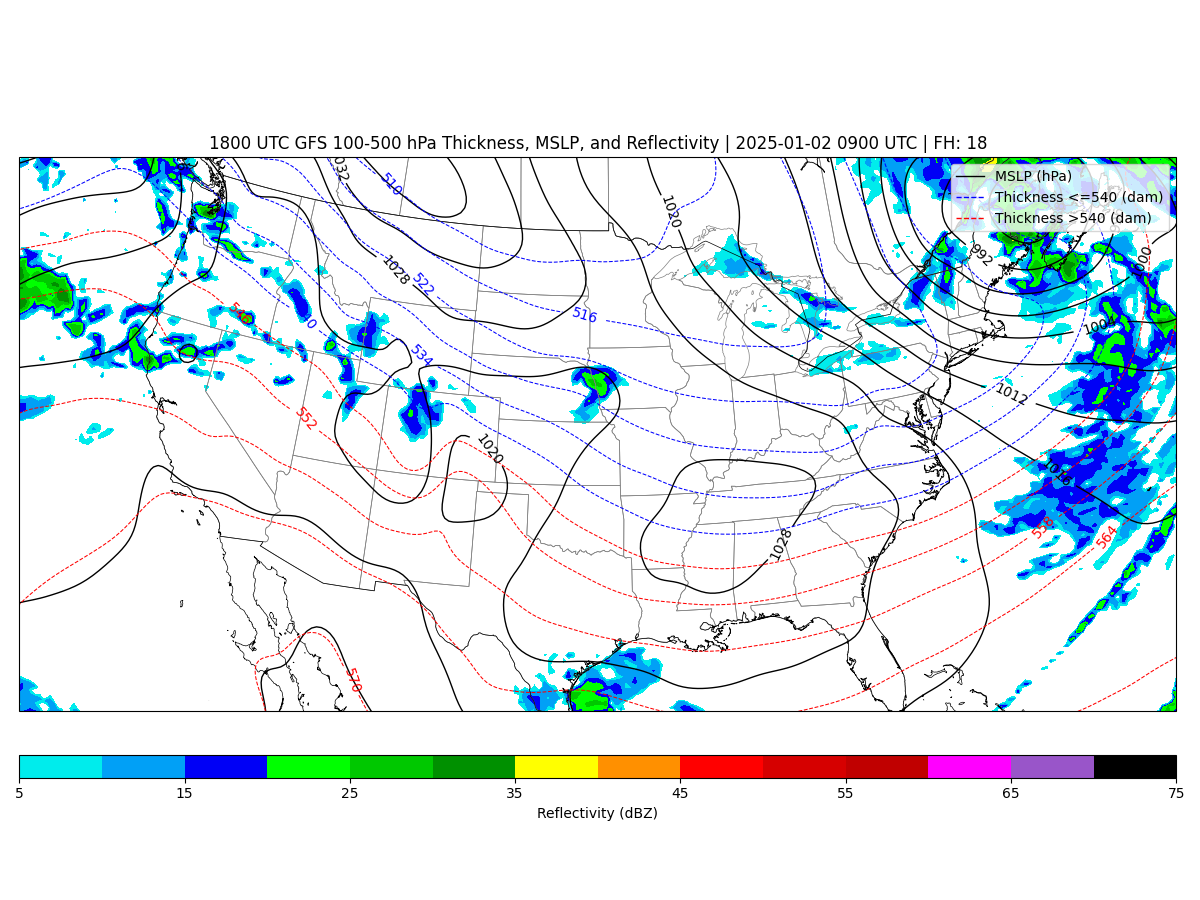 1800 UTC GFS 100-500 hPa Thickness, MSLP, and Reflectivity | 2025-01-02 0900 UTC | FH: 18
MSLP (hPa)
Thickness <=540 (dam)
Thickness >540 (dam)
1032
510
1020
992
1028
522
516
1004
534
1012
552
1020
1028
558
564
570
5 15 25 35 45 55 65 75
Reflectivity (dBZ)